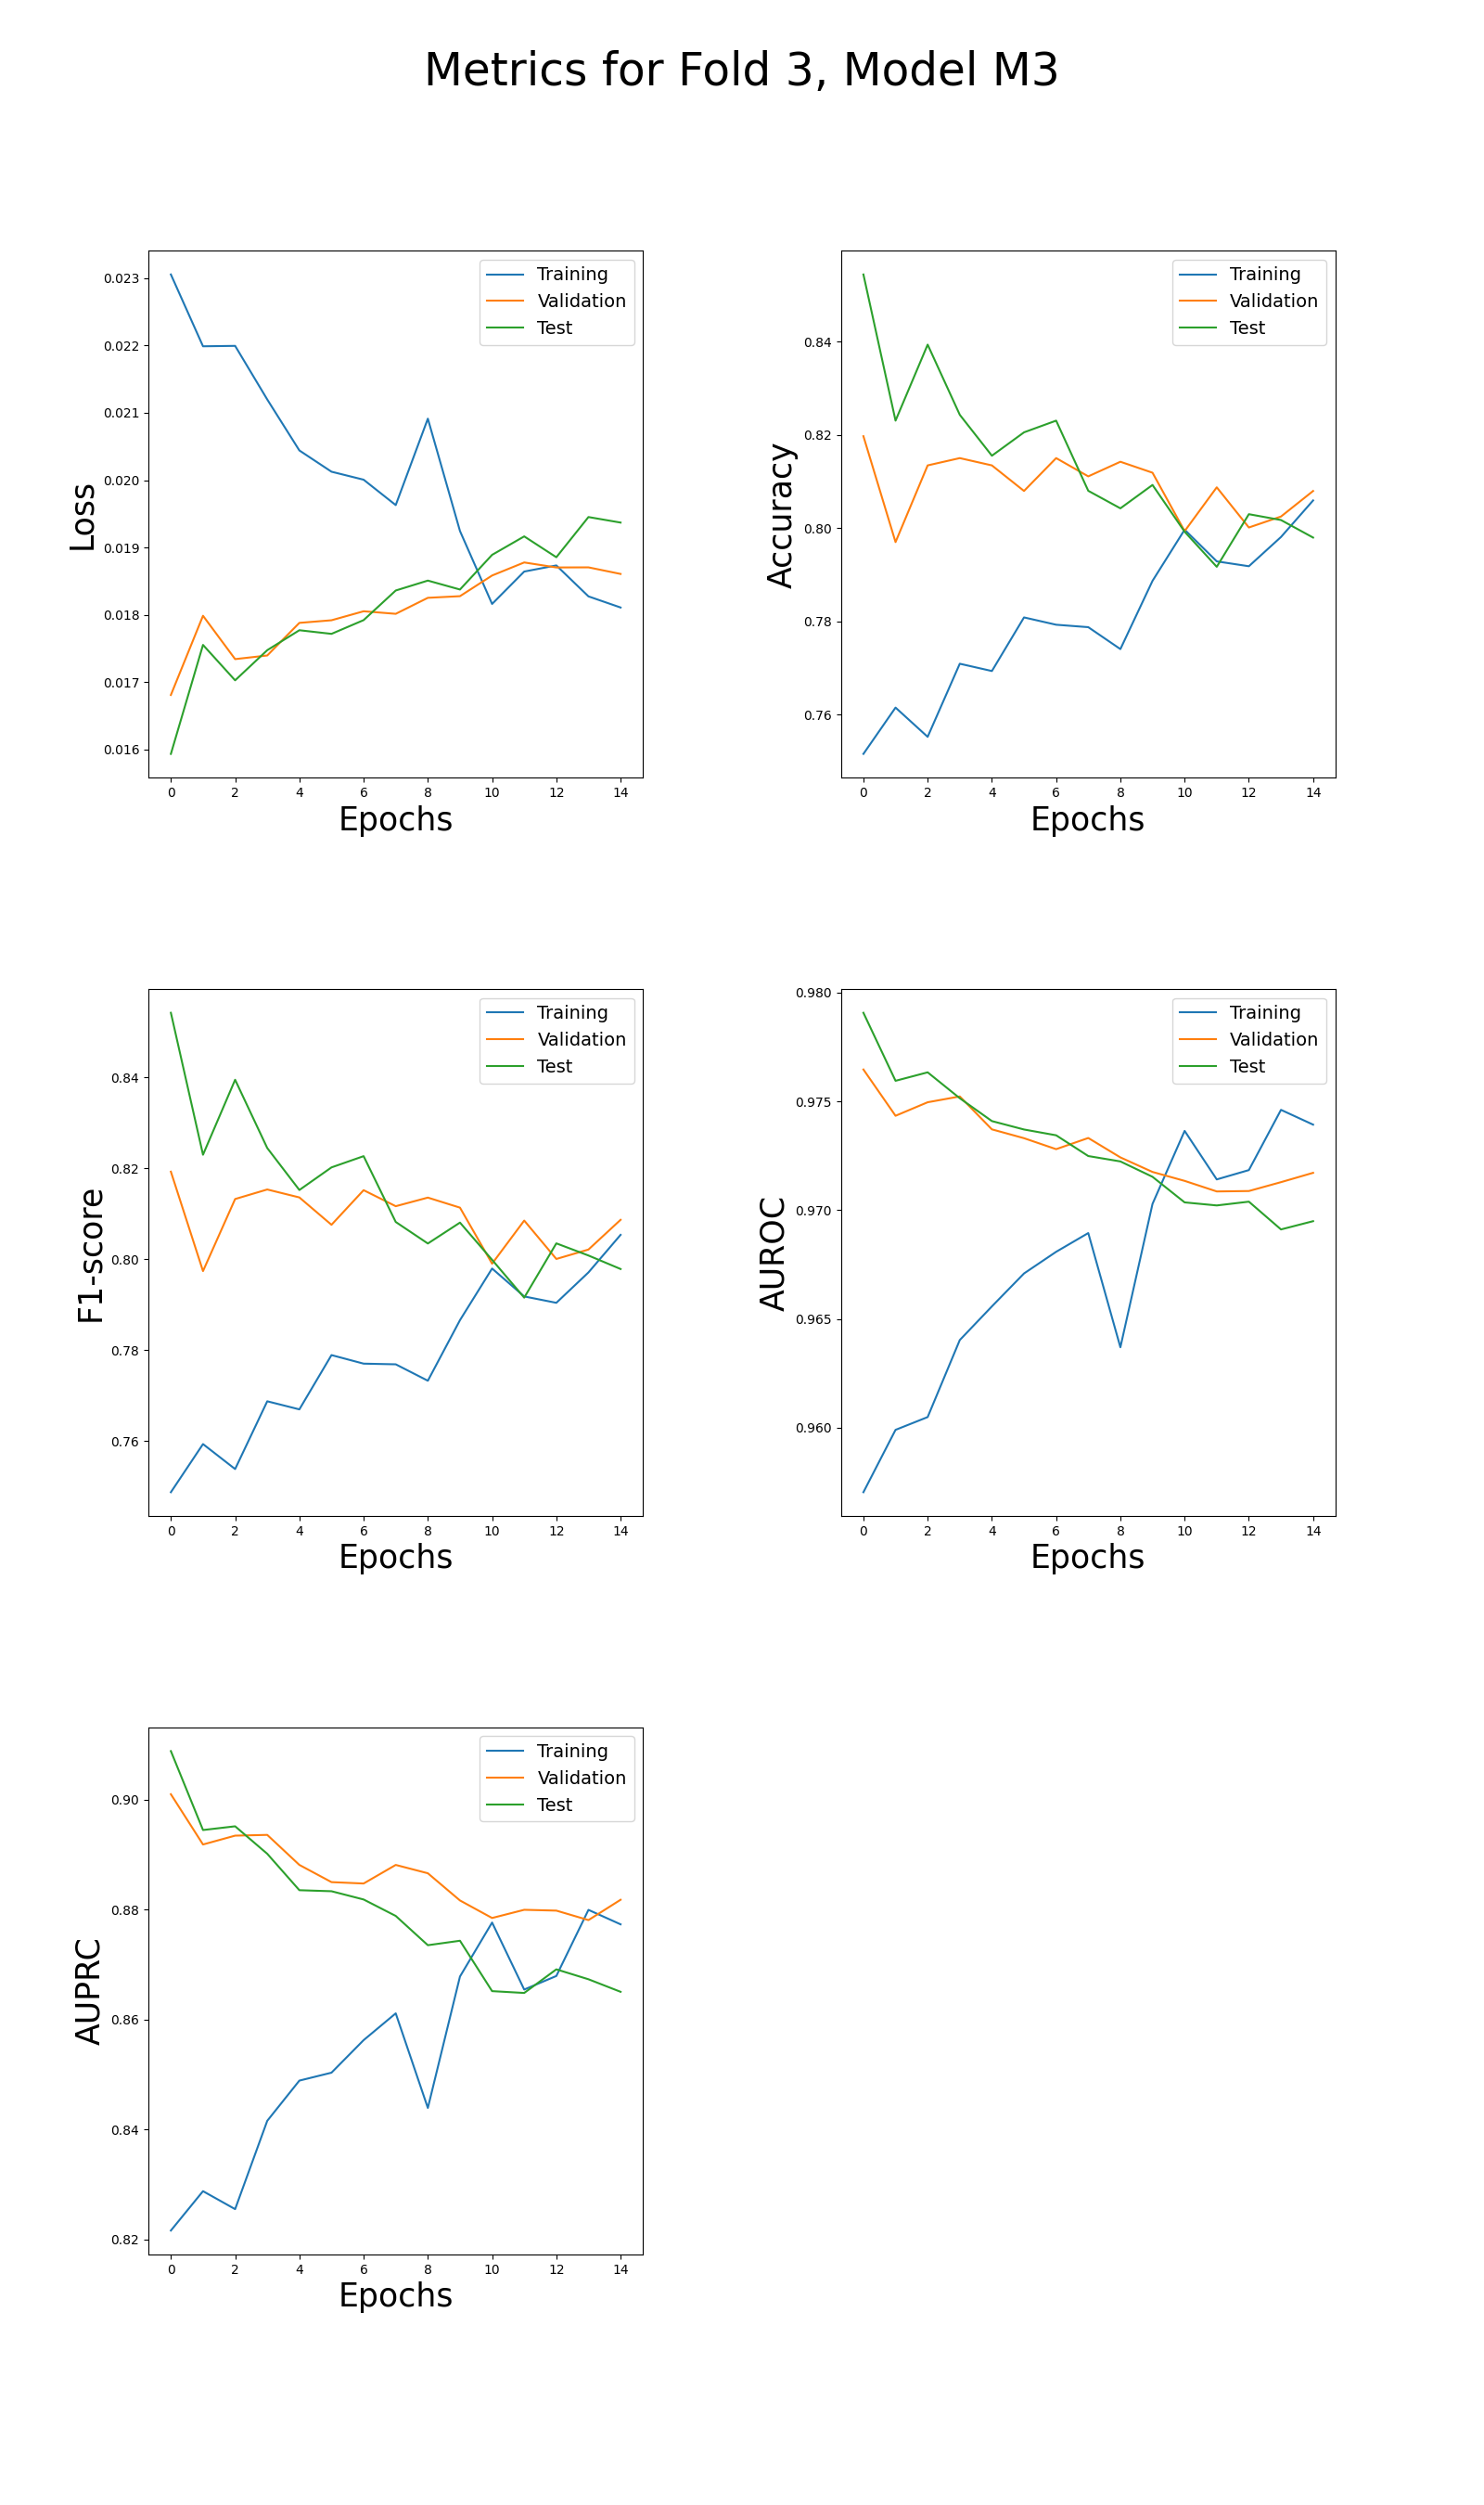 Metrics for Fold 3, Model M3
Loss
0.023
0.022
0.021
0.020
0.019
0.018
0.017
0.016
0 2 4 6 8 10 12 14
Epochs
Training
Validation
Test
Accuracy
0.84
0.82
0.80
0.78
0.76
0 2 4 6 8 10 12 14
Epochs
Training
Validation
Test
F1-score
0.84
0.82
0.80
0.78
0.76
0 2 4 6 8 10 12 14
Epochs
Training
Validation
Test
AUROC
0.980
0.975
0.970
0.965
0.960
0 2 4 6 8 10 12 14
Epochs
Training
Validation
Test
AUPRC
0.90
0.88
0.86
0.84
0.82
0 2 4 6 8 10 12 14
Epochs
Training
Validation
Test